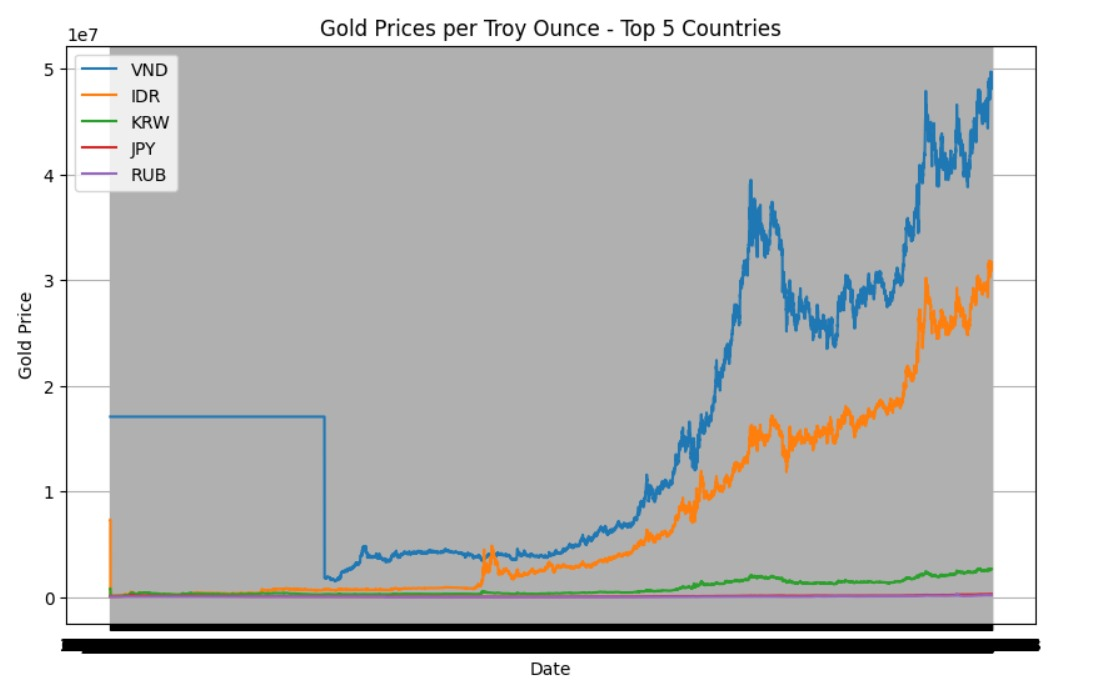 Gold Prices per Troy Ounce - Top 5 Countries
1e7
VND
IDR
KRW
JPY
RUB
5
4
3
2
1
0
Gold Price
Date